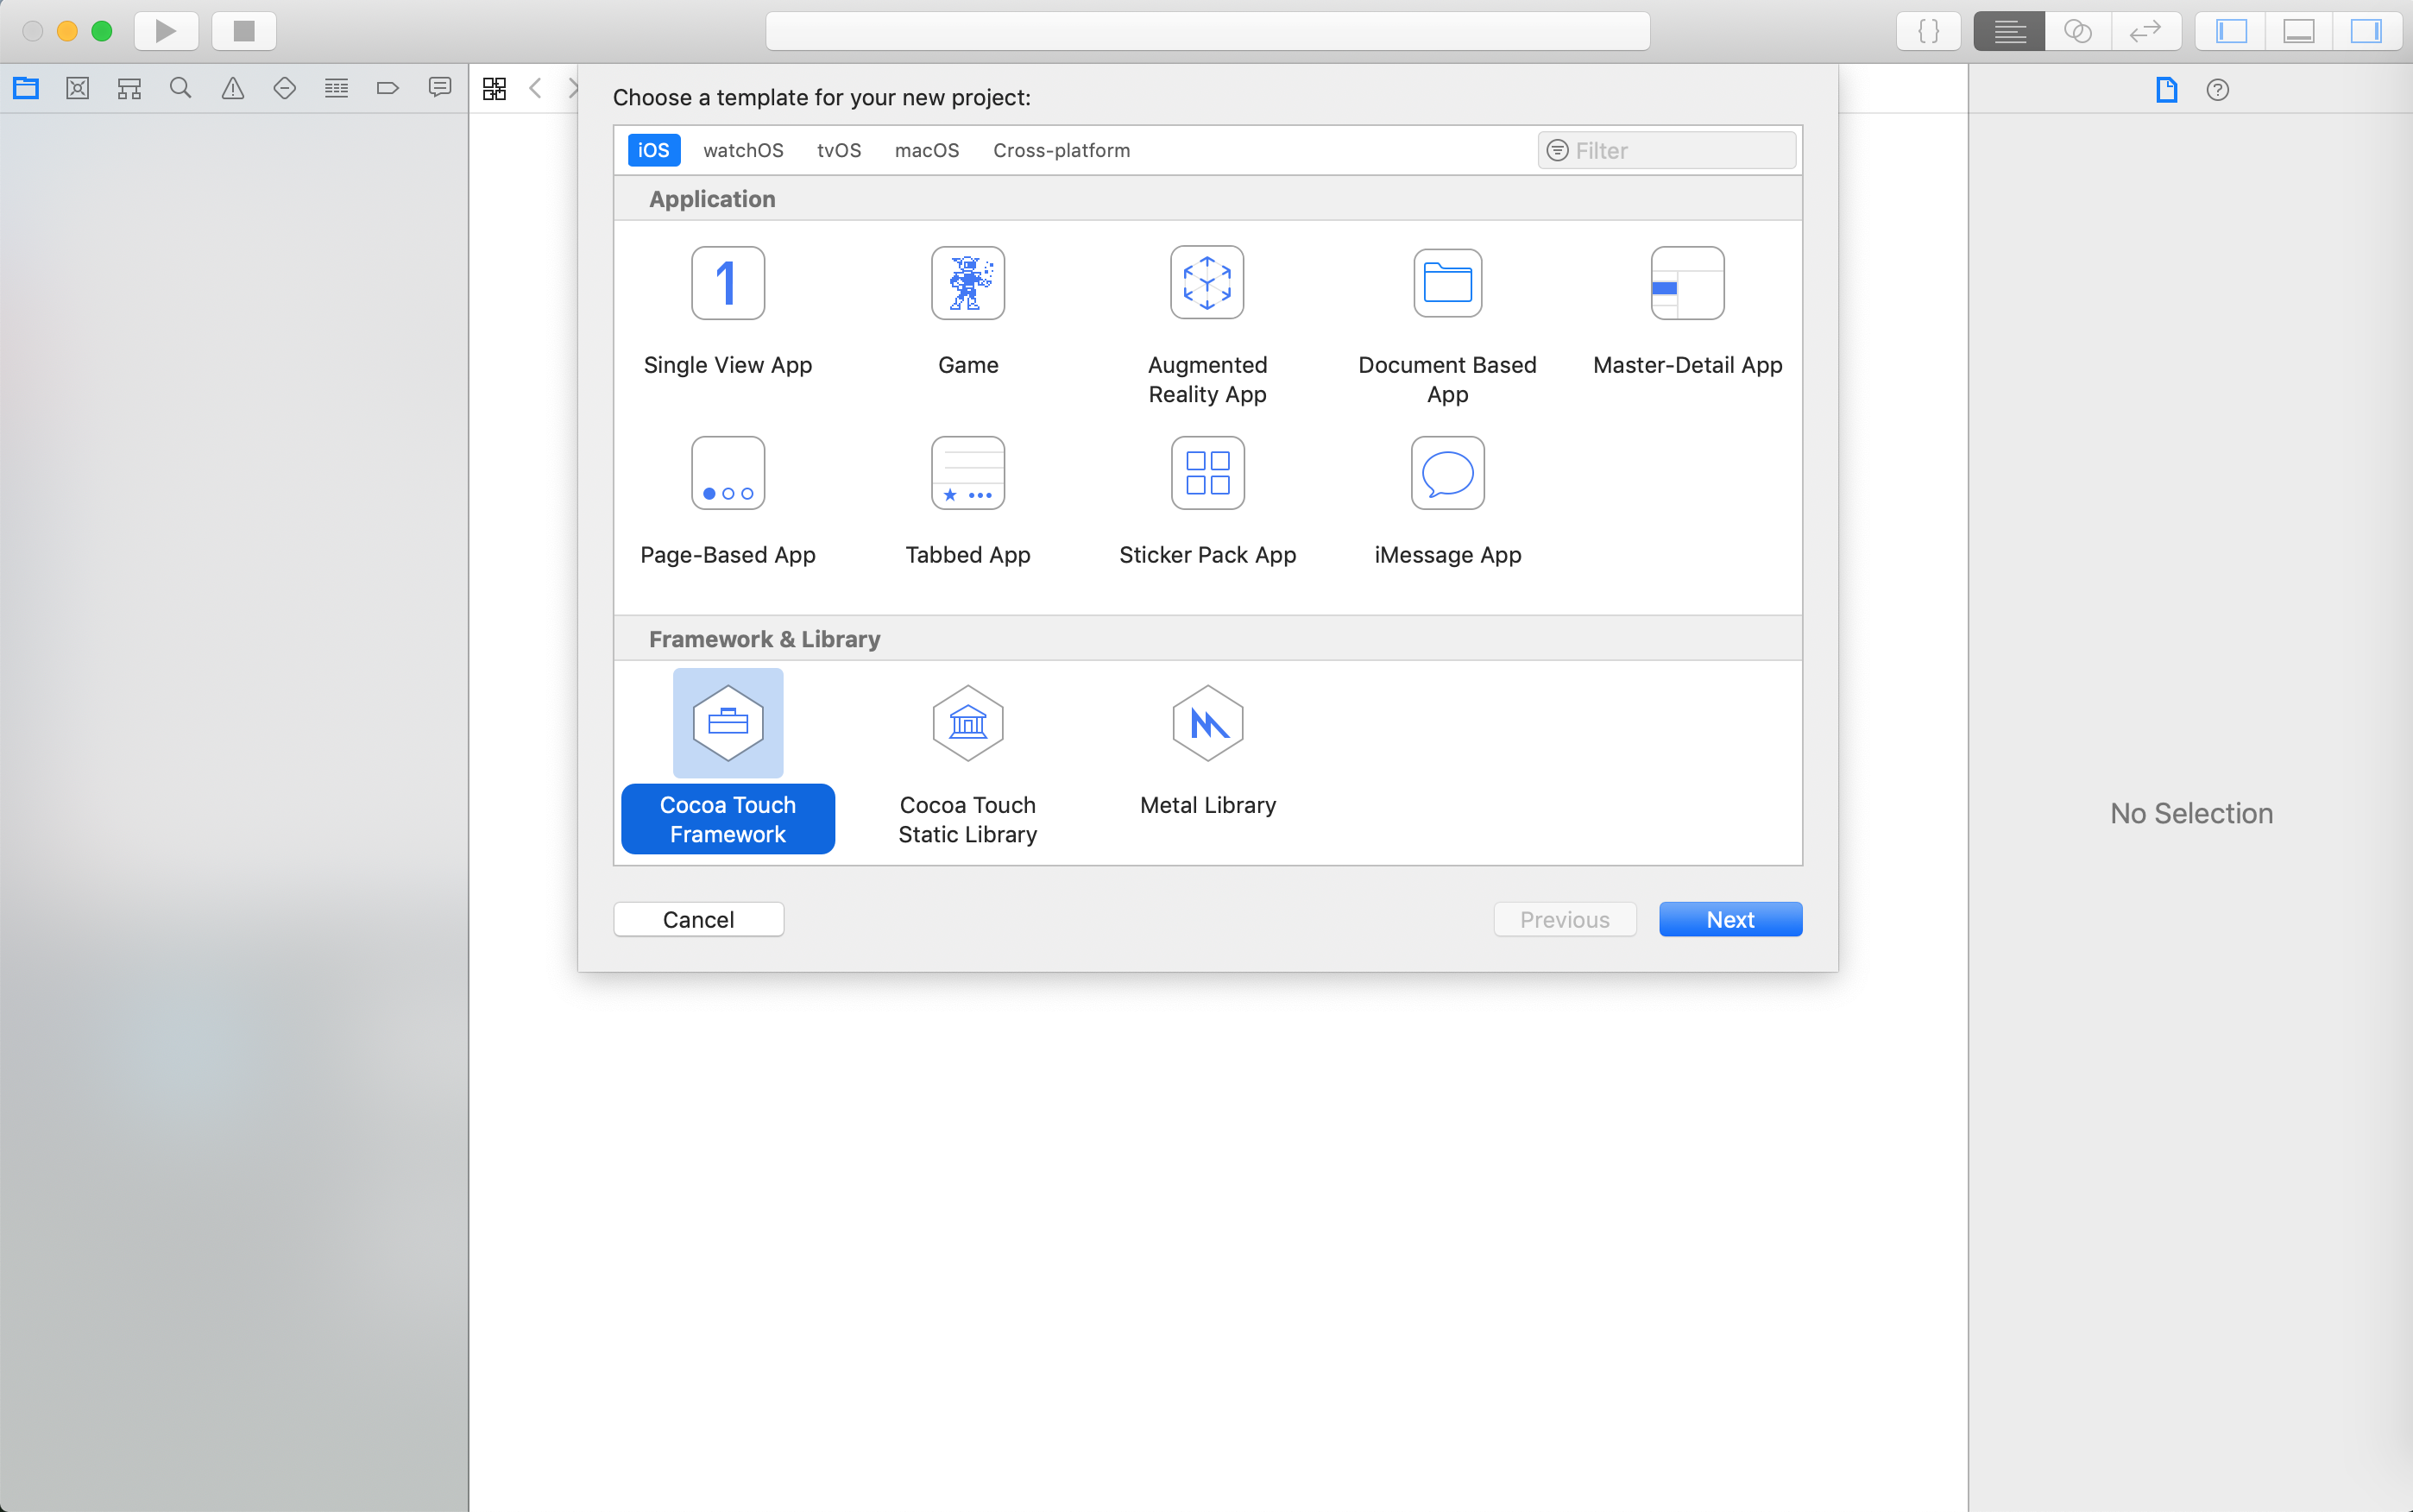 Choose a template for your new project:
iOS watchOS tvOS macOS Cross-platform Filter
Application
1
Single View App Game Augmented Reality App Document Based App Master-Detail App
Page-Based App Tabbed App Sticker Pack App iMessage App
Framework & Library
Cocoa Touch Framework Cocoa Touch Static Library Metal Library
No Selection
Cancel Previous Next